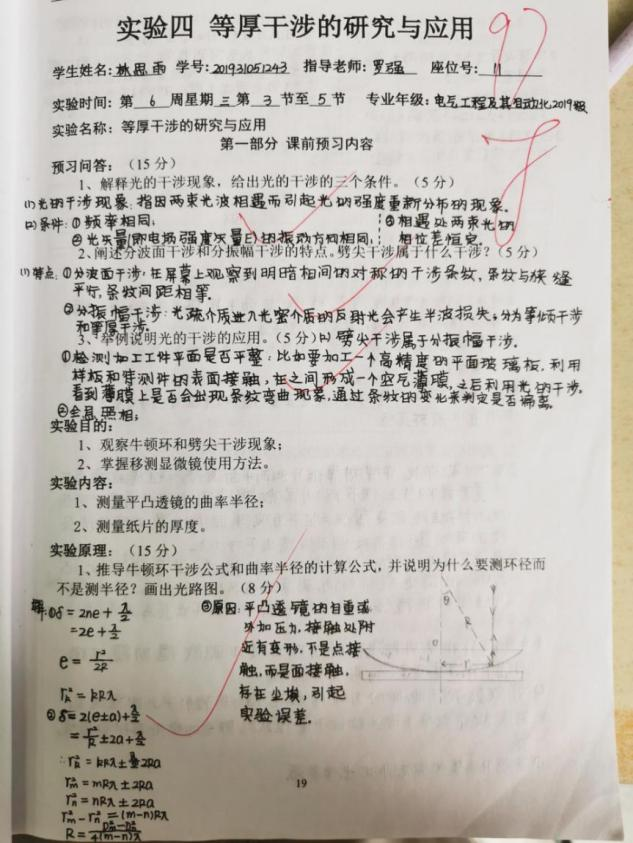 实验四 等厚干涉的研究与应用
97
学生姓名:林思雨 学号:201931051243 指导老师:罗强 座位号:11
实验时间:第6周星期三第3节至5节 专业年级:电气工程及其自动化2019级
实验名称:等厚干涉的研究与应用
第一部分 课前预习内容
预习问答:(15分)
1、解释光的干涉现象,给出光的干涉的三个条件。(5分)
(1)光的干涉现象:指因两束光波相遇而引起光的强度重新分布的现象。
(2)条件:①频率相同; ③相遇处两束光的
②光矢量(即电场强度矢量E)的振动方向相同; 相位差恒定。
2、阐述分波面干涉和分振幅干涉的特点。劈尖干涉属于什么干涉?(5分)
(1)特点:①分波面干涉:在屏幕上观察到明暗相间的对称的干涉条纹,条纹与狭缝
平行,条纹间距相等.
②分振幅干涉:光疏介质进入光密介质的反射光会产生半波损失,分为等倾干涉
和等厚干涉.
3、举例说明光的干涉的应用。(5分)(2)劈尖干涉属于分振幅干涉.
①检测加工工件平面是否平整:比如要加工一个高精度的平面玻璃板,利用
样板和待测件的表面接触,在之间形成一个空气薄膜,之后利用光的干涉.
看到薄膜上是否会出现条纹弯曲现象,通过条纹的变化来判定是否偏离.
②全息照相;
实验目的:
1、观察牛顿环和劈尖干涉现象;
2、掌握移测显微镜使用方法。
实验内容:
1、测量平凸透镜的曲率半径;
2、测量纸片的厚度。
实验原理:(15分)
1、推导牛顿环干涉公式和曲率半径的计算公式,并说明为什么要测环径而
不是测半径?画出光路图。(8分)
①δ=2ne+λ/2
=2e+λ/2
e=r²/2R
r²k=kRλ
②δ=2(e±a)+λ/2
=r²/R±2a+λ/2
∴r²k=kRλ±2Ra
r²m=mRλ±2Ra
r²n=nRλ±2Ra
r²m-r²n=(m-n)Rλ
R=D²m-D²n/4(m-n)λ
③原因:平凸透镜的自重或
外加压力,接触处附
近有变形,不是点接
触,而是面接触,
存在尘埃,引起
实验误差.
θ
R
o
r
19